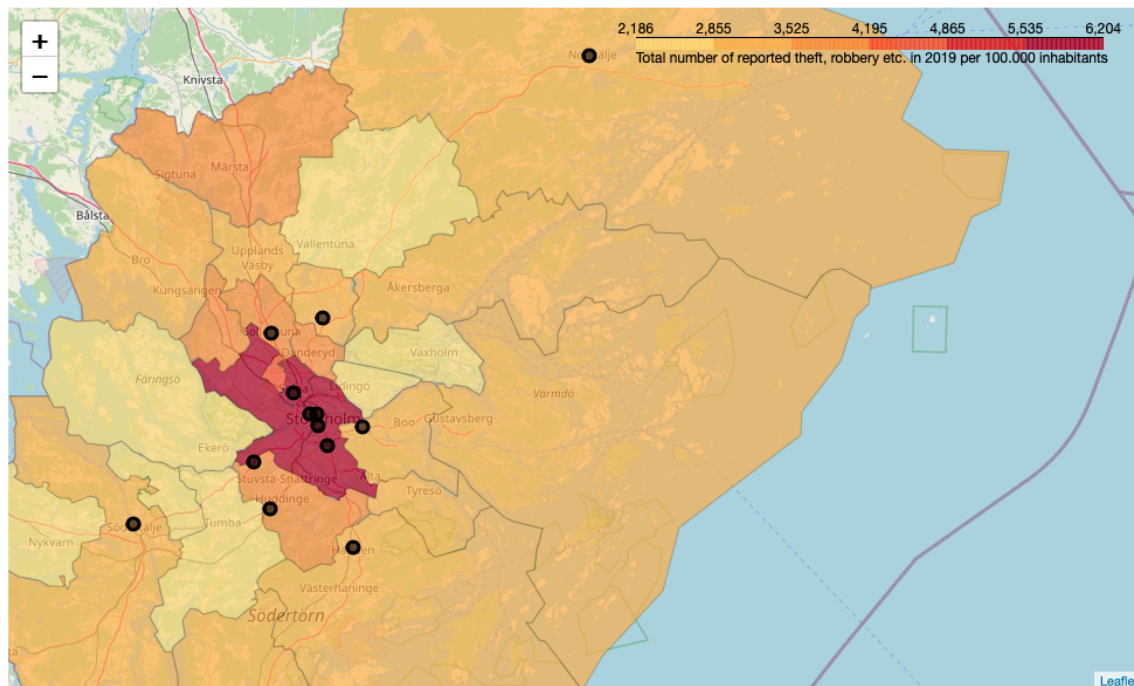 +
−
2,186 2,855 3,525 4,195 4,865 5,535 6,204
Total number of reported theft, robbery etc. in 2019 per 100.000 inhabitants
Knivsta
Märsta
Sigtuna
Bålsta
Vallentuna
Upplands
Väsby
Bro
Kungsängen
Åkersberga
Danderyd
Vaxholm
Färingsö
Lidingö
Värmdö
Gustavsberg
Boo
Ekerö
Älta
Stuvsta-Snättringe
Tyresö
Huddinge
Tumba
Nykvarn
Västerhaninge
Södertörn
Leafle